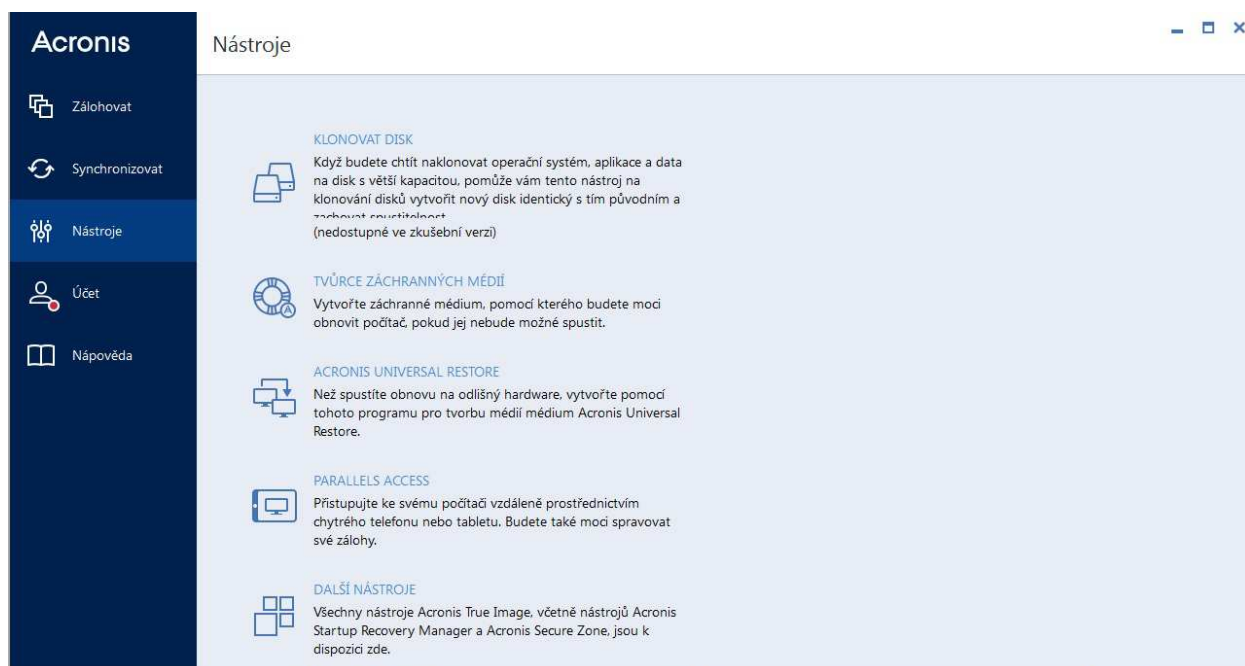 Acronis
Nástroje
Zálohovat
Synchronizovat
Nástroje
Účet
Nápověda
KLONOVAT DISK
Když budete chtít naklonovat operační systém, aplikace a data
na disk s větší kapacitou, pomůže vám tento nástroj na
klonování disků vytvořit nový disk identický s tím původním a
zachovat spustitelnost.
(nedostupné ve zkušební verzi)
TVŮRCE ZÁCHRANNÝCH MÉDIÍ
Vytvořte záchranné médium, pomocí kterého budete moci
obnovit počítač, pokud jej nebude možné spustit.
ACRONIS UNIVERSAL RESTORE
Než spustíte obnovu na odlišný hardware, vytvořte pomocí
tohoto programu pro tvorbu médií médium Acronis Universal
Restore.
PARALLELS ACCESS
Přistupujte ke svému počítači vzdáleně prostřednictvím
chytrého telefonu nebo tabletu. Budete také moci spravovat
své zálohy.
DALŠÍ NÁSTROJE
Všechny nástroje Acronis True Image, včetně nástrojů Acronis
Startup Recovery Manager a Acronis Secure Zone, jsou k
dispozici zde.